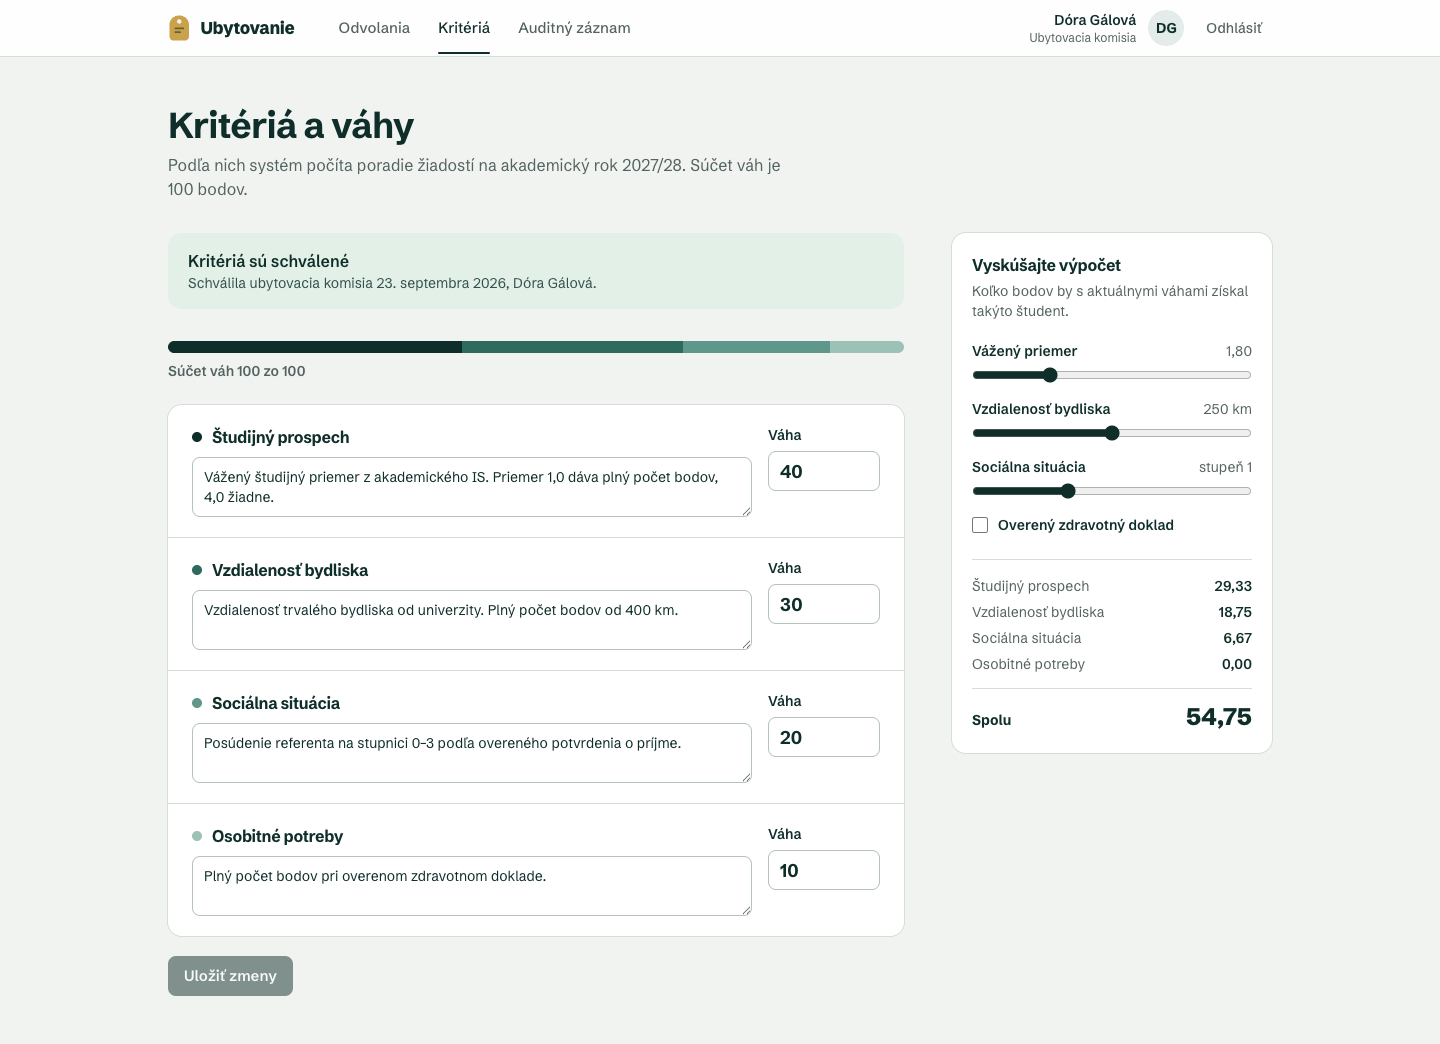 Ubytovanie
Odvolania
Kritériá
Auditný záznam
Dóra Gálová
Ubytovacia komisia
DG
Odhlásiť
Kritériá a váhy
Podľa nich systém počíta poradie žiadostí na akademický rok 2027/28. Súčet váh je
100 bodov.
Kritériá sú schválené
Schválila ubytovacia komisia 23. septembra 2026, Dóra Gálová.
Súčet váh 100 zo 100
Študijný prospech
Váha
Vážený študijný priemer z akademického IS. Priemer 1,0 dáva plný počet bodov,
4,0 žiadne.
40
Vzdialenosť bydliska
Váha
Vzdialenosť trvalého bydliska od univerzity. Plný počet bodov od 400 km.
30
Sociálna situácia
Váha
Posúdenie referenta na stupnici 0–3 podľa overeného potvrdenia o príjme.
20
Osobitné potreby
Váha
Plný počet bodov pri overenom zdravotnom doklade.
10
Uložiť zmeny
Vyskúšajte výpočet
Koľko bodov by s aktuálnymi váhami získal
takýto študent.
Vážený priemer 1,80
Vzdialenosť bydliska 250 km
Sociálna situácia stupeň 1
Overený zdravotný doklad
Študijný prospech 29,33
Vzdialenosť bydliska 18,75
Sociálna situácia 6,67
Osobitné potreby 0,00
Spolu 54,75